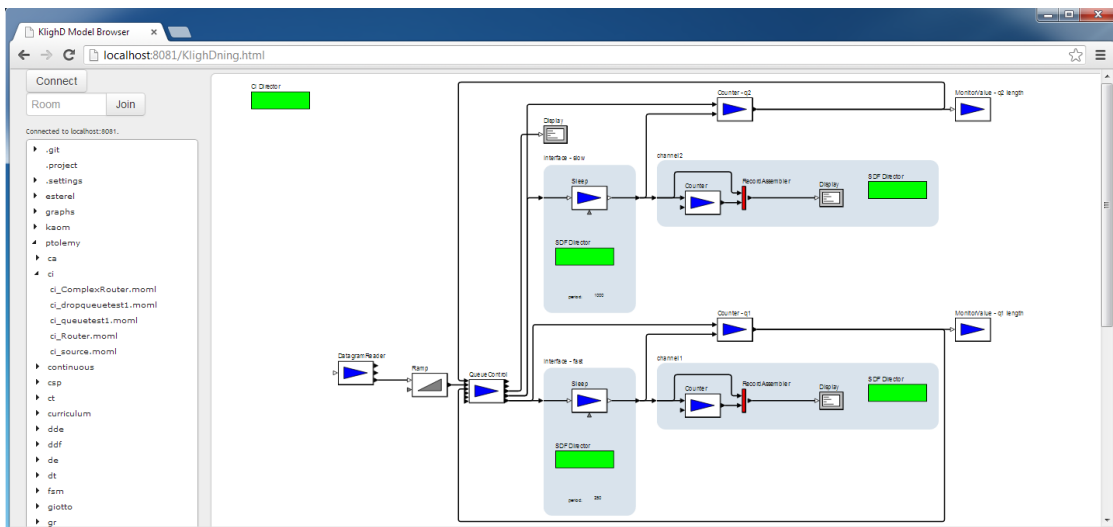 KlighD Model Browser
localhost:8081/KlighDning.html
Connect
Room
Join
Connected to localhost:8081.
.git
.project
.settings
esterel
graphs
kaom
ptolemy
ca
ci
ci_ComplexRouter.moml
ci_dropqueuetest1.moml
ci_queuetest1.moml
ci_Router.moml
ci_source.moml
continuous
csp
ct
curriculum
dde
ddf
de
dt
fsm
giotto
gr
CI Director
Counter - q2
MonitorValue - q2 length
Display
interface - slow
Sleep
SDF Director
period: 1000
channel2
Counter
RecordAssembler
Display
SDF Director
Counter - q1
MonitorValue - q1 length
DatagramReader
Ramp
QueueControl
interface - fast
Sleep
SDF Director
period:
channel1
Counter
RecordAssembler
Display
SDF Director